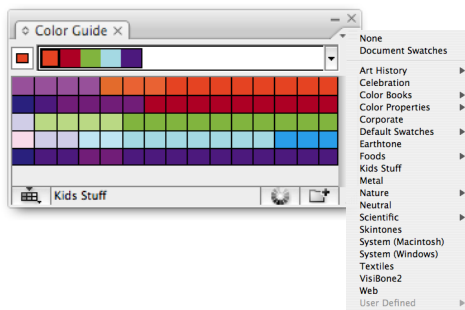 Color Guide
Kids Stuff
None
Document Swatches
Art History
Celebration
Color Books
Color Properties
Corporate
Default Swatches
Earthtone
Foods
Kids Stuff
Metal
Nature
Neutral
Scientific
Skintones
System (Macintosh)
System (Windows)
Textiles
VisiBone2
Web
User Defined